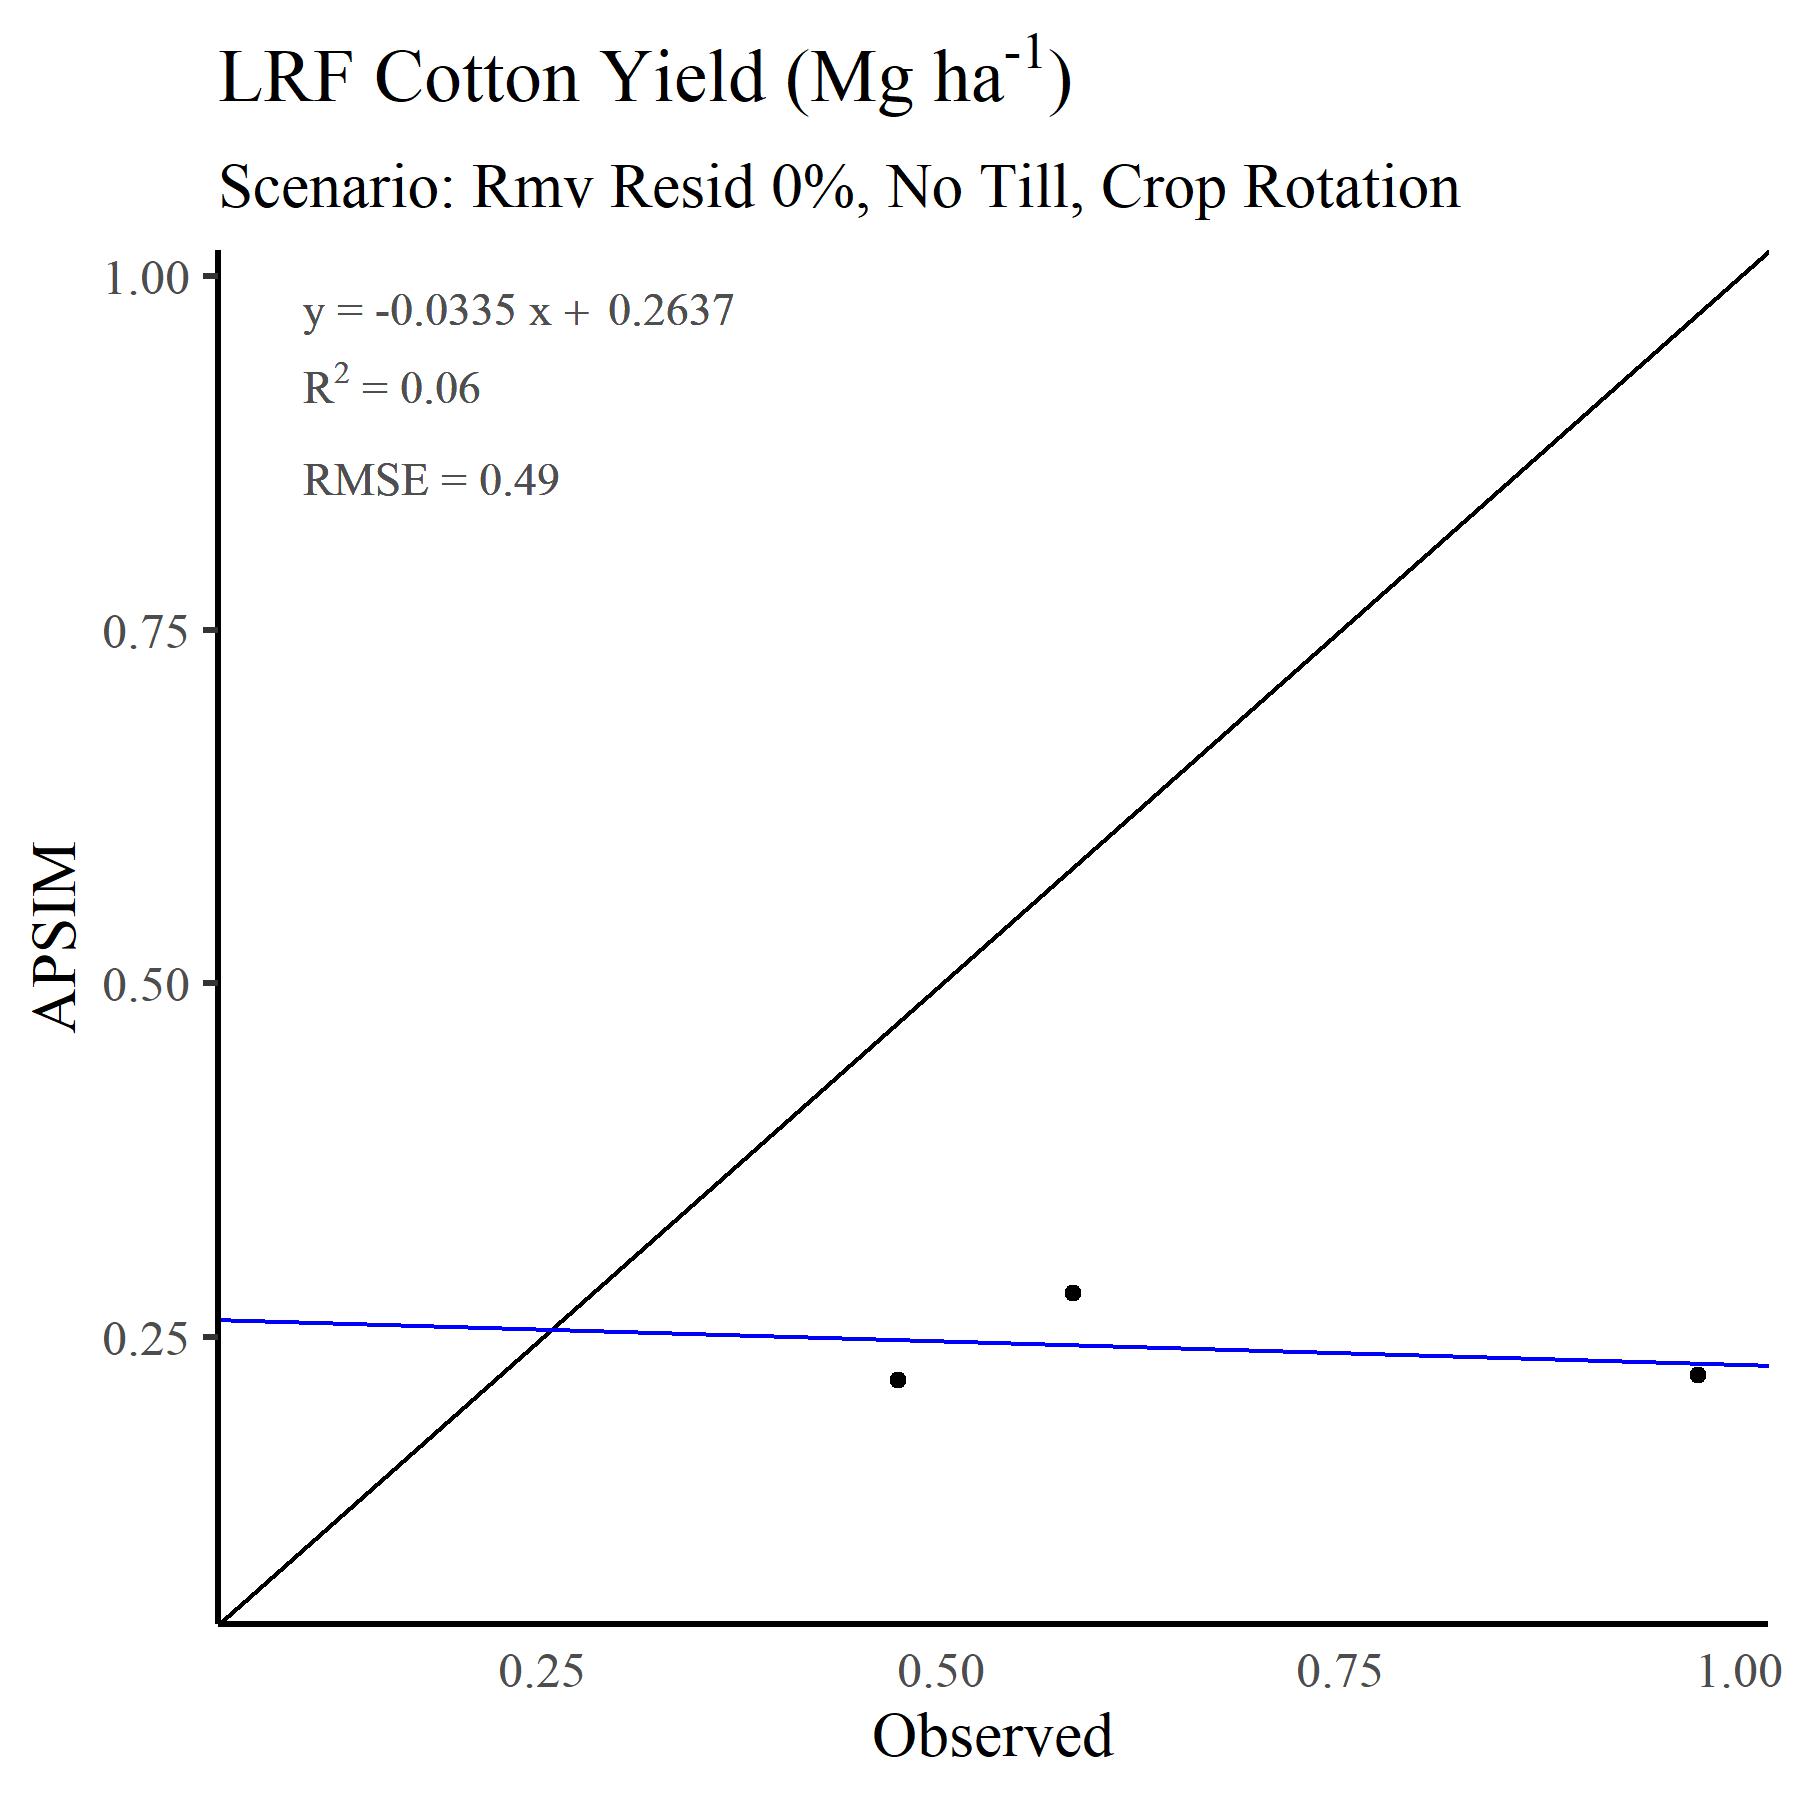 LRF Cotton Yield (Mg ha-1)
Scenario: Rmv Resid 0%, No Till, Crop Rotation
y = -0.0335 x + 0.2637
R2 = 0.06
RMSE = 0.49
1.00
0.75
0.50
0.25
APSIM
0.25 0.50 0.75 1.00
Observed